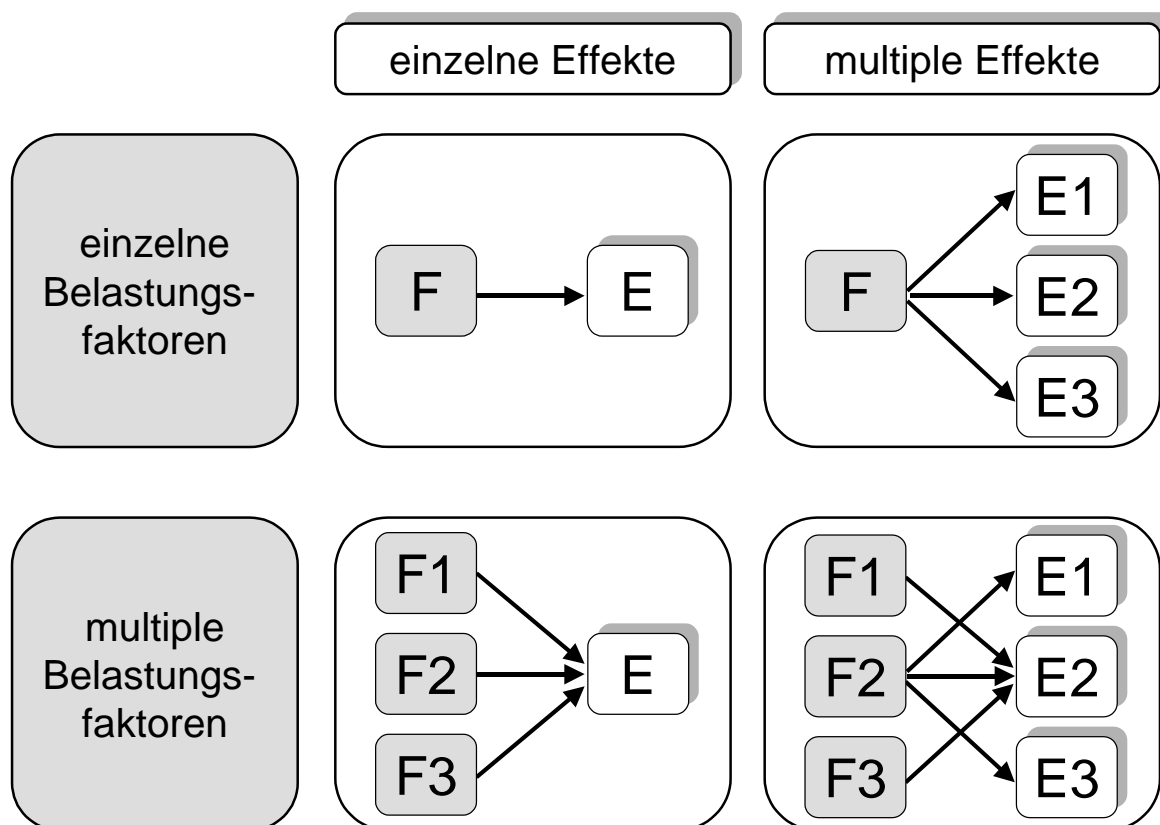 einzelne Effekte
multiple Effekte
einzelne
Belastungs-
faktoren
F
E
F
E1
E2
E3
multiple
Belastungs-
faktoren
F1
F2
F3
E
F1
F2
F3
E1
E2
E3